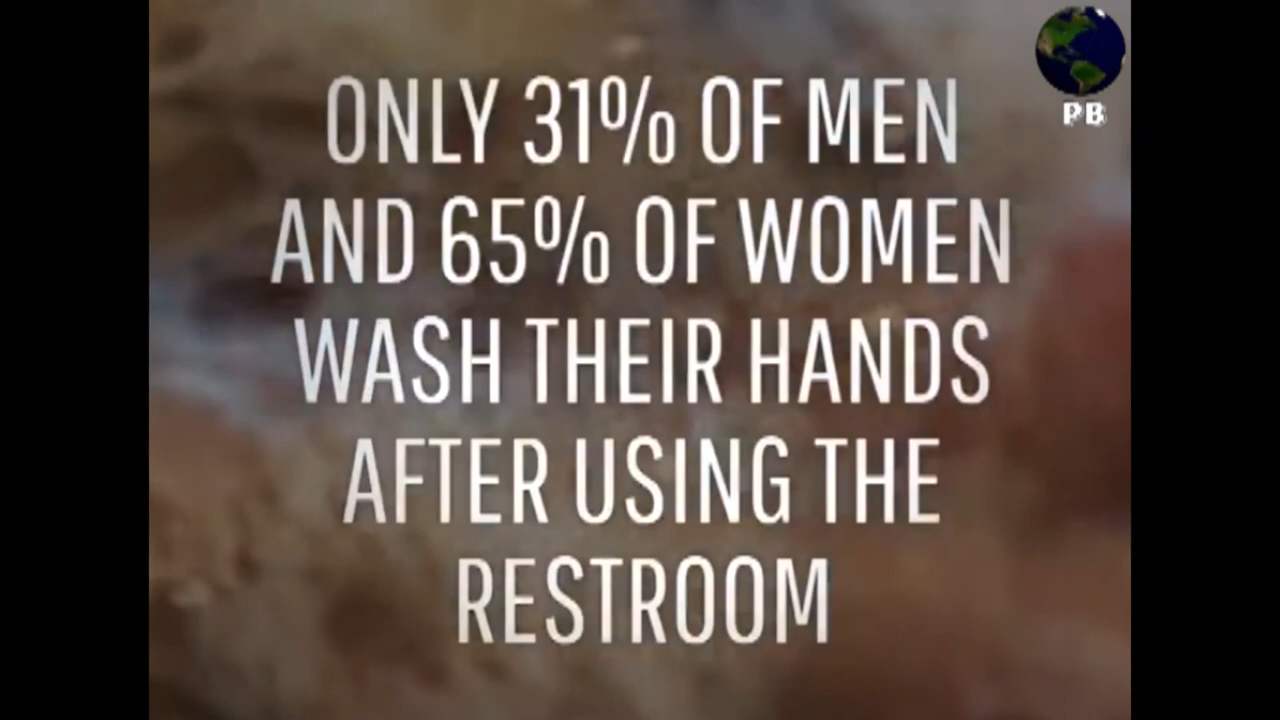 PB
ONLY 31% OF MEN
AND 65% OF WOMEN
WASH THEIR HANDS
AFTER USING THE
RESTROOM